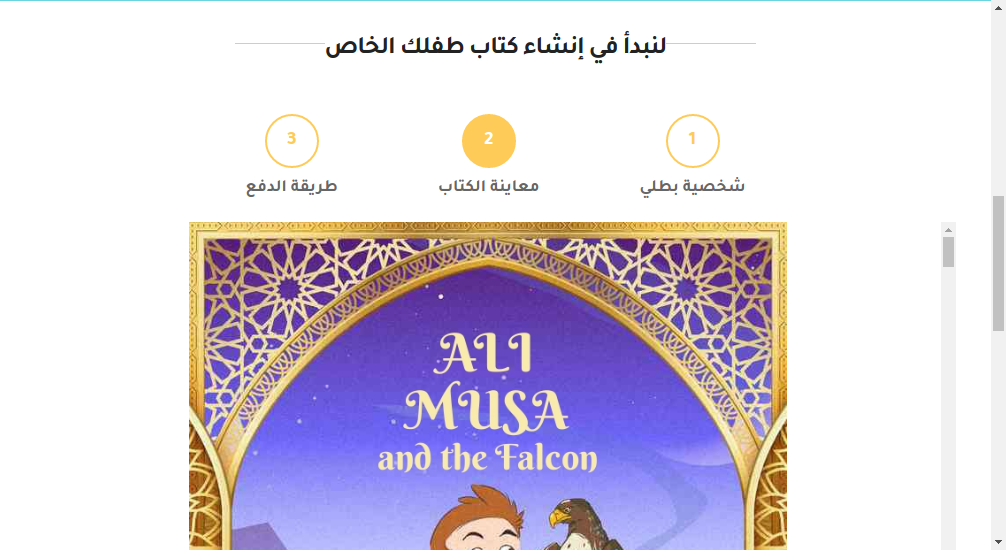 لنبدأ في إنشاء كتاب طفلك الخاص
1
شخصية بطلي
2
معاينة الكتاب
3
طريقة الدفع
ALI
MUSA
and the Falcon